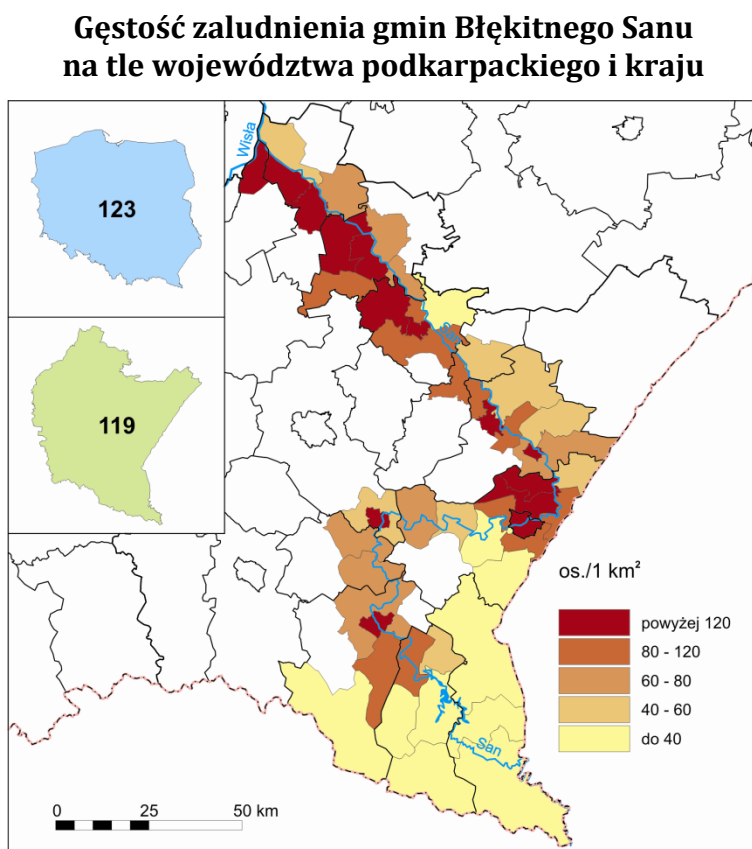 Gęstość zaludnienia gmin Błękitnego Sanu
na tle województwa podkarpackiego i kraju
Wisła
123
119
San
os./1 km²
powyżej 120
80 - 120
60 - 80
40 - 60
do 40
San
0 25 50 km